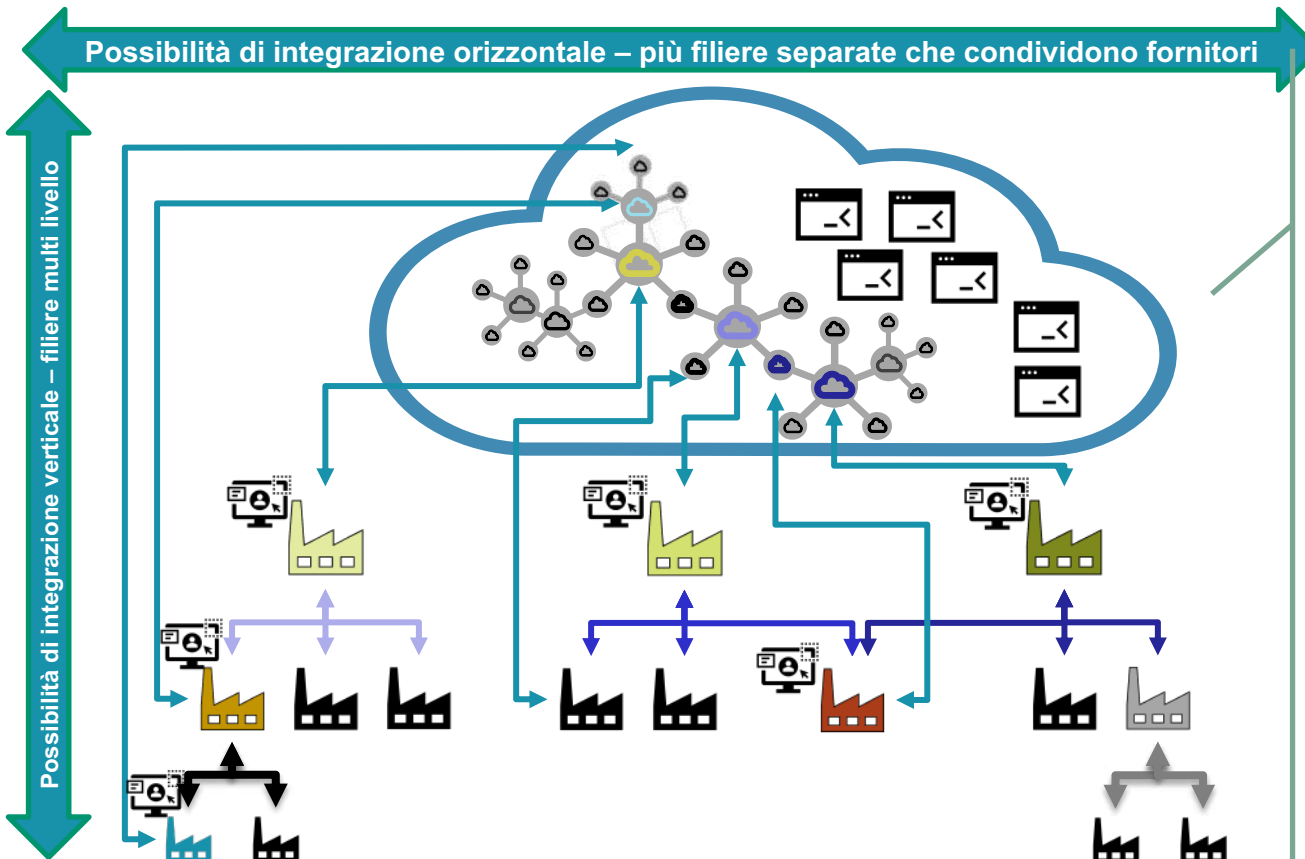 Possibilità di integrazione orizzontale – più filiere separate che condividono fornitori
Possibilità di integrazione verticale – filiere multi livello